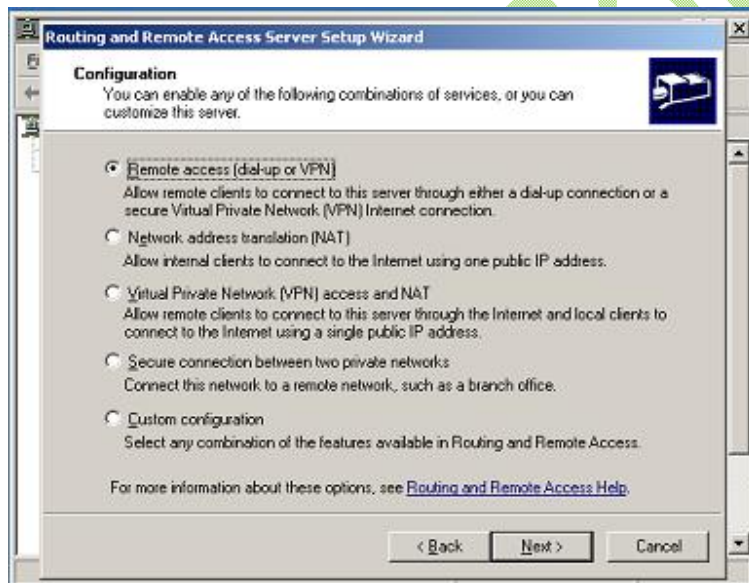 Routing and Remote Access Server Setup Wizard
Configuration
You can enable any of the following combinations of services, or you can
customize this server.
Remote access (dial-up or VPN)
Allow remote clients to connect to this server through either a dial-up connection or a
secure Virtual Private Network (VPN) Internet connection.
Network address translation (NAT)
Allow internal clients to connect to the Internet using one public IP address.
Virtual Private Network (VPN) access and NAT
Allow remote clients to connect to this server through the Internet and local clients to
connect to the Internet using a single public IP address.
Secure connection between two private networks
Connect this network to a remote network, such as a branch office.
Custom configuration
Select any combination of the features available in Routing and Remote Access.
For more information about these options, see Routing and Remote Access Help.
< Back Next > Cancel